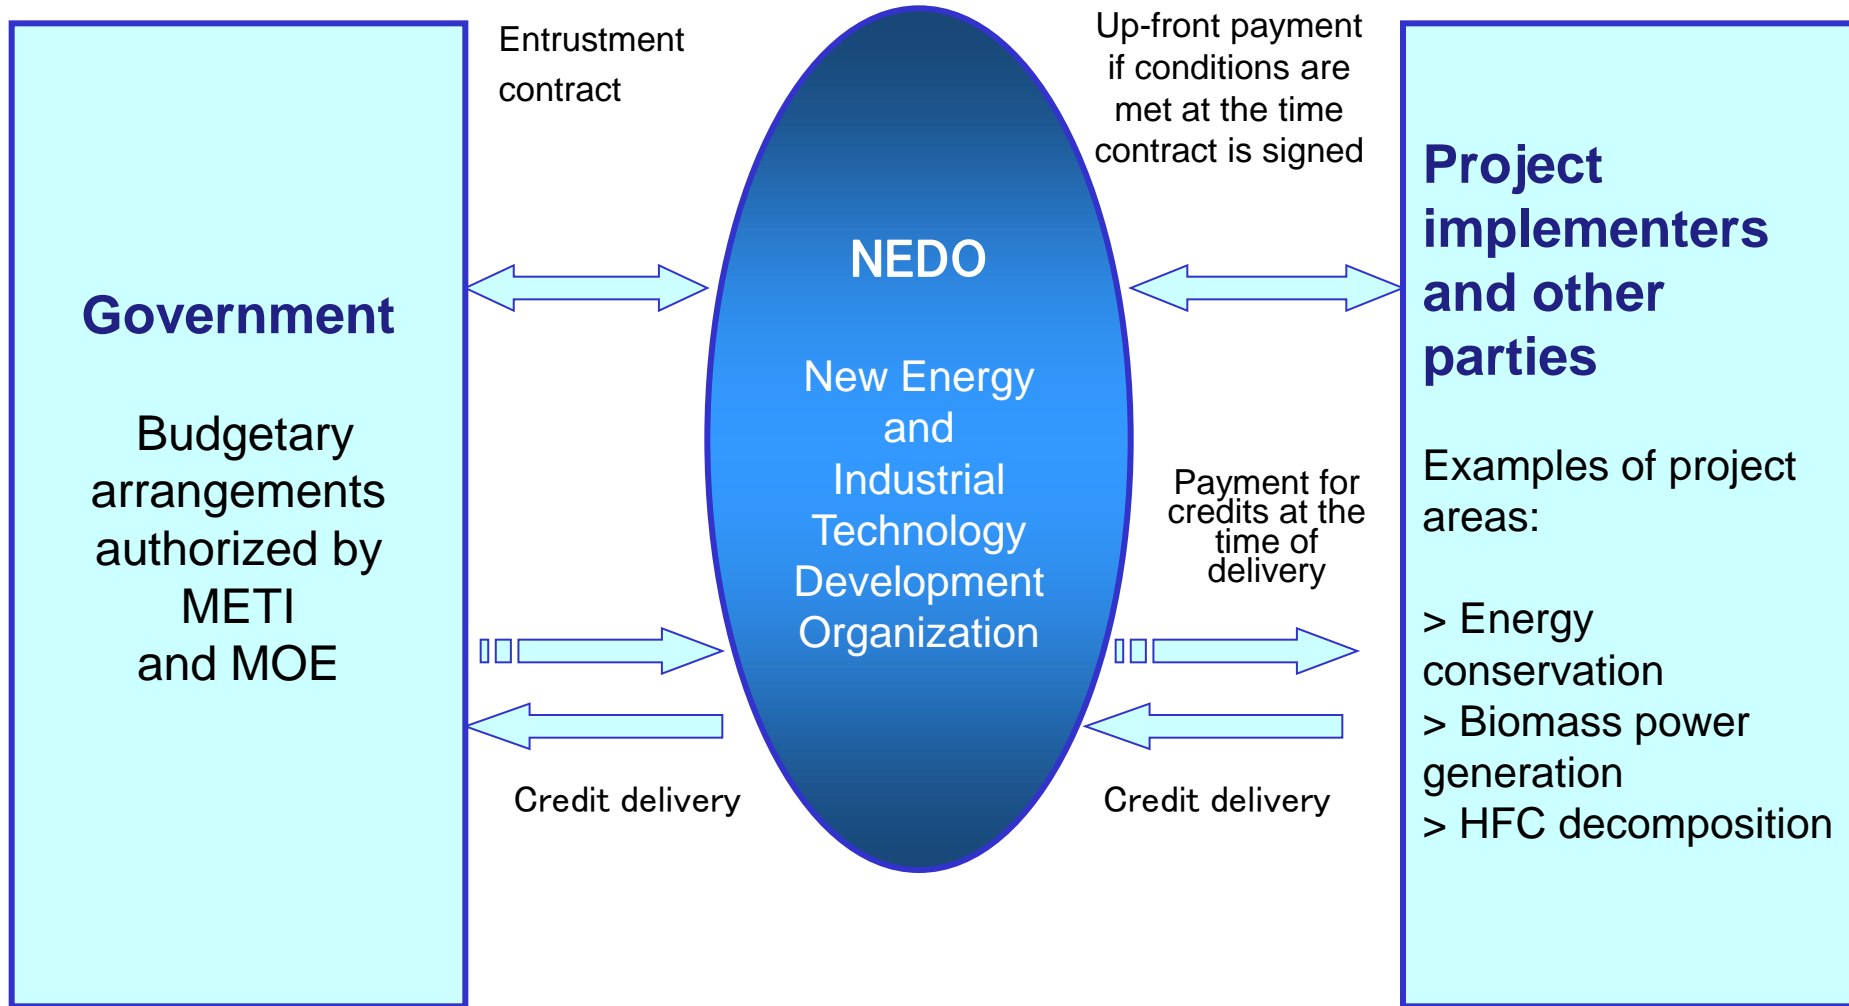 Government
Budgetary
arrangements
authorized by
METI
and MOE
Entrustment
contract
Credit delivery
NEDO
New Energy
and
Industrial
Technology
Development
Organization
Up-front payment
if conditions are
met at the time
contract is signed
Payment for
credits at the
time of
delivery
Credit delivery
Project
implementers
and other
parties
Examples of project
areas:
> Energy
conservation
> Biomass power
generation
> HFC decomposition